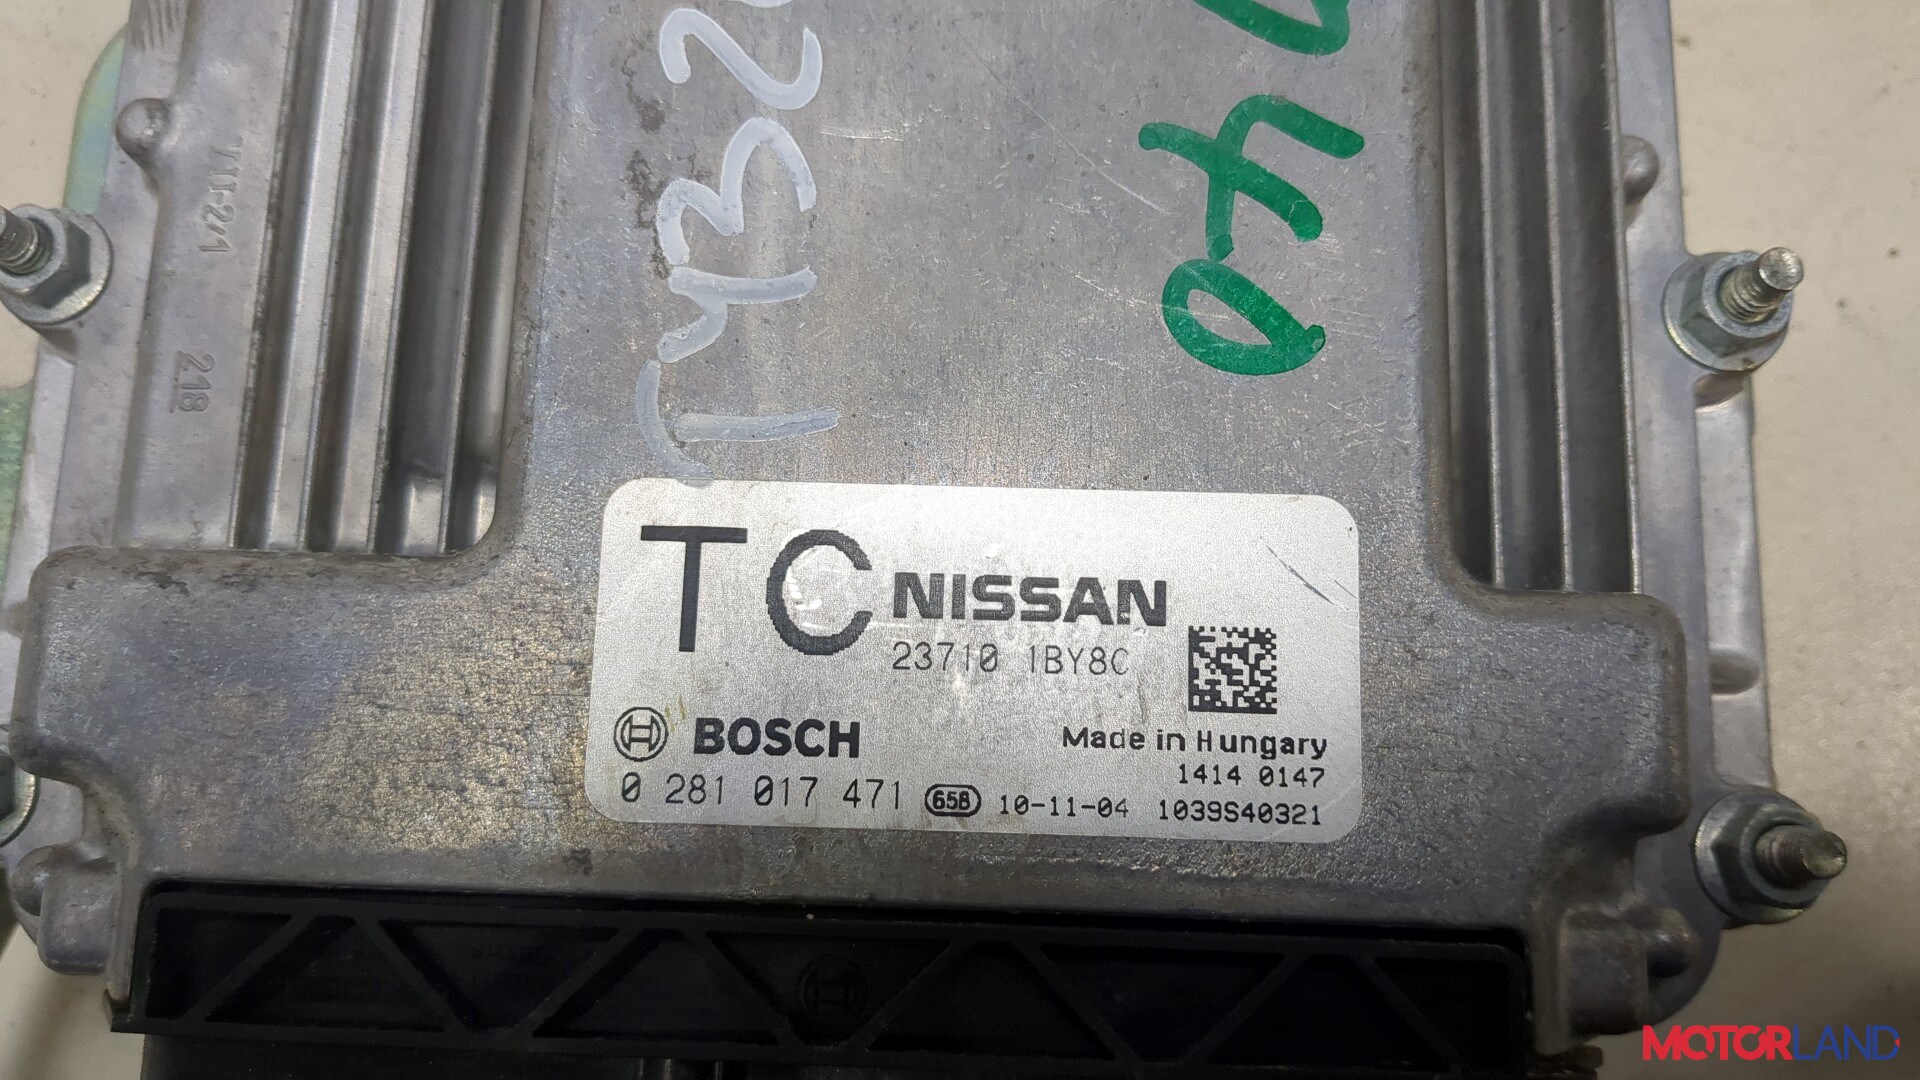 TC NISSAN
23710 1BY8C
BOSCH
Made in Hungary
1414 0147
0 281 017 471 658 10-11-04 1039S40321
218
40
MOTORLAND